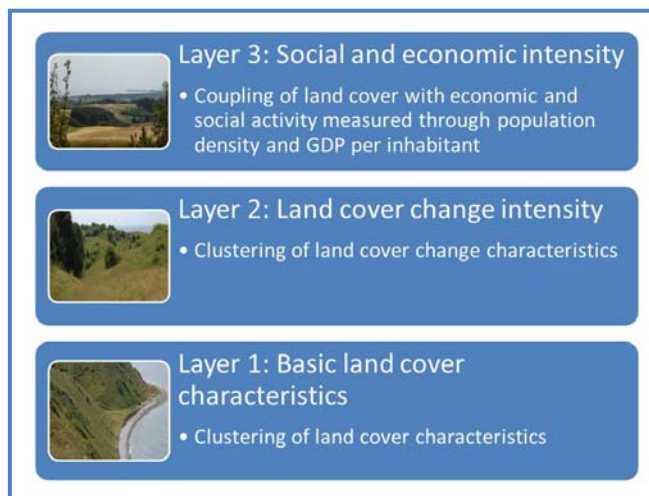 Layer 3: Social and economic intensity
• Coupling of land cover with economic and
social activity measured through population
density and GDP per inhabitant
Layer 2: Land cover change intensity
• Clustering of land cover change characteristics
Layer 1: Basic land cover
characteristics
• Clustering of land cover characteristics